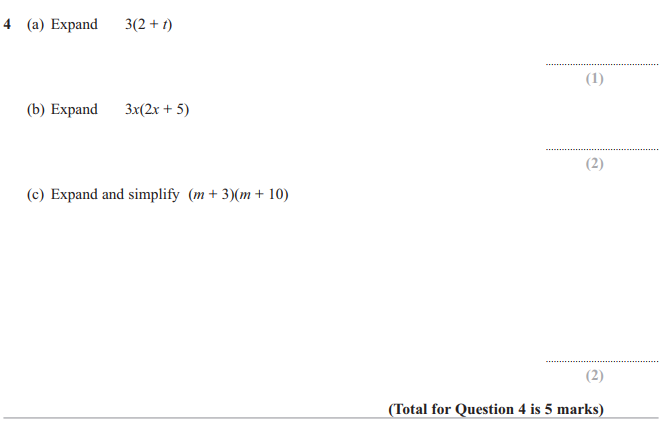 4 (a) Expand 3(2 + t)
(1)
(b) Expand 3x(2x + 5)
(2)
(c) Expand and simplify (m + 3)(m + 10)
(2)
(Total for Question 4 is 5 marks)